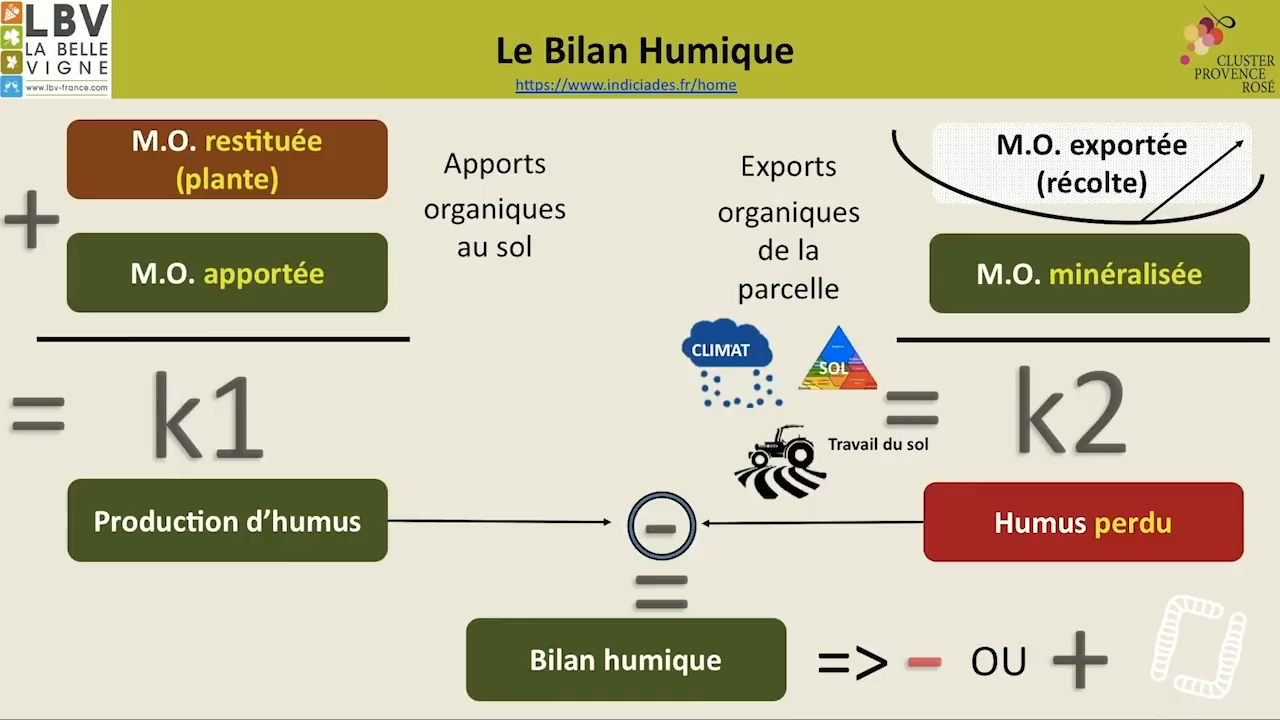 LBV
LA BELLE
VIGNE
www.lbv-france.com
Le Bilan Humique
https://www.indiciades.fr/home
CLUSTER
PROVENCE
ROSÉ
M.O. restituée
(plante)
Apports
organiques
au sol
Exports
organiques
de la
parcelle
M.O. exportée
(récolte)
+
M.O. apportée
M.O. minéralisée
CLIMAT
SOL
= k1
= k2
Travail du sol
Production d’humus
-
Humus perdu
=
Bilan humique
=> - OU +